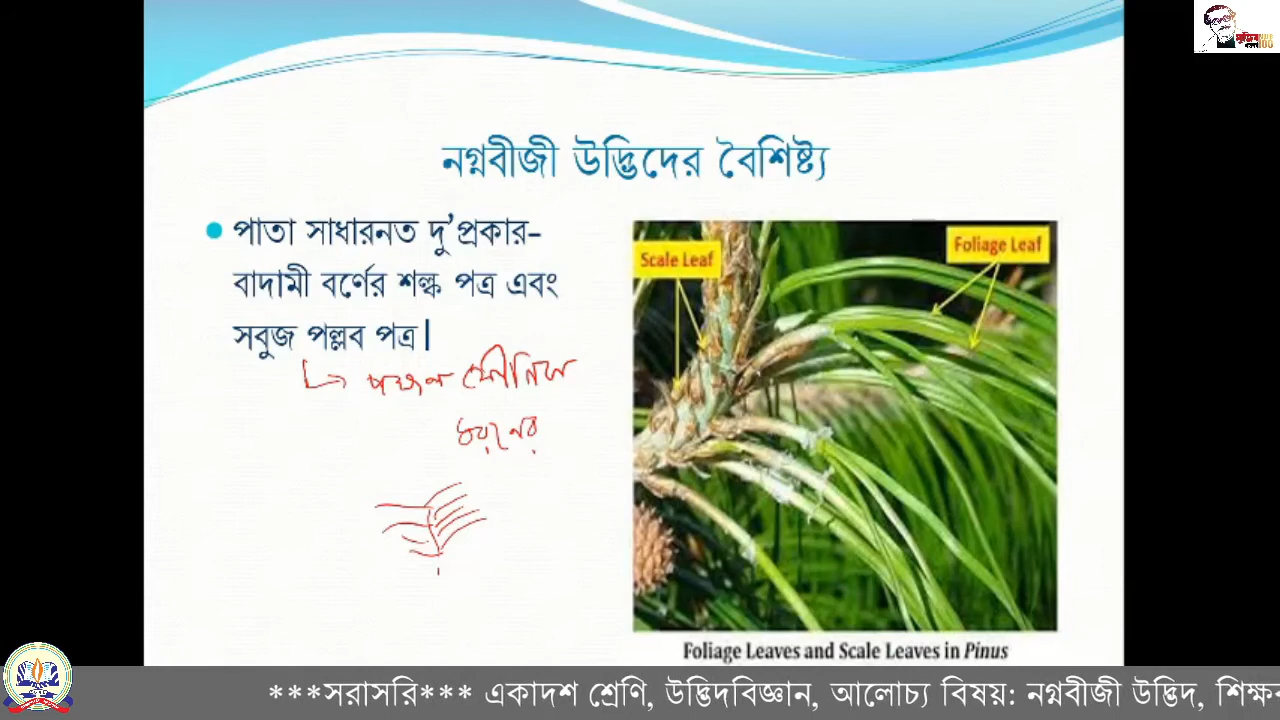 নগ্নবীজী উদ্ভিদের বৈশিষ্ট্য
পাতা সাধারনত দু’প্রকার-
বাদামী বর্ণের শল্ক পত্র এবং
সবুজ পল্লব পত্র।
ধরনের
Scale Leaf
Foliage Leaf
Foliage Leaves and Scale Leaves in Pinus
***সরাসরি*** একাদশ শ্রেণি, উদ্ভিদবিজ্ঞান, আলোচ্য বিষয়: নগ্নবীজী উদ্ভিদ,